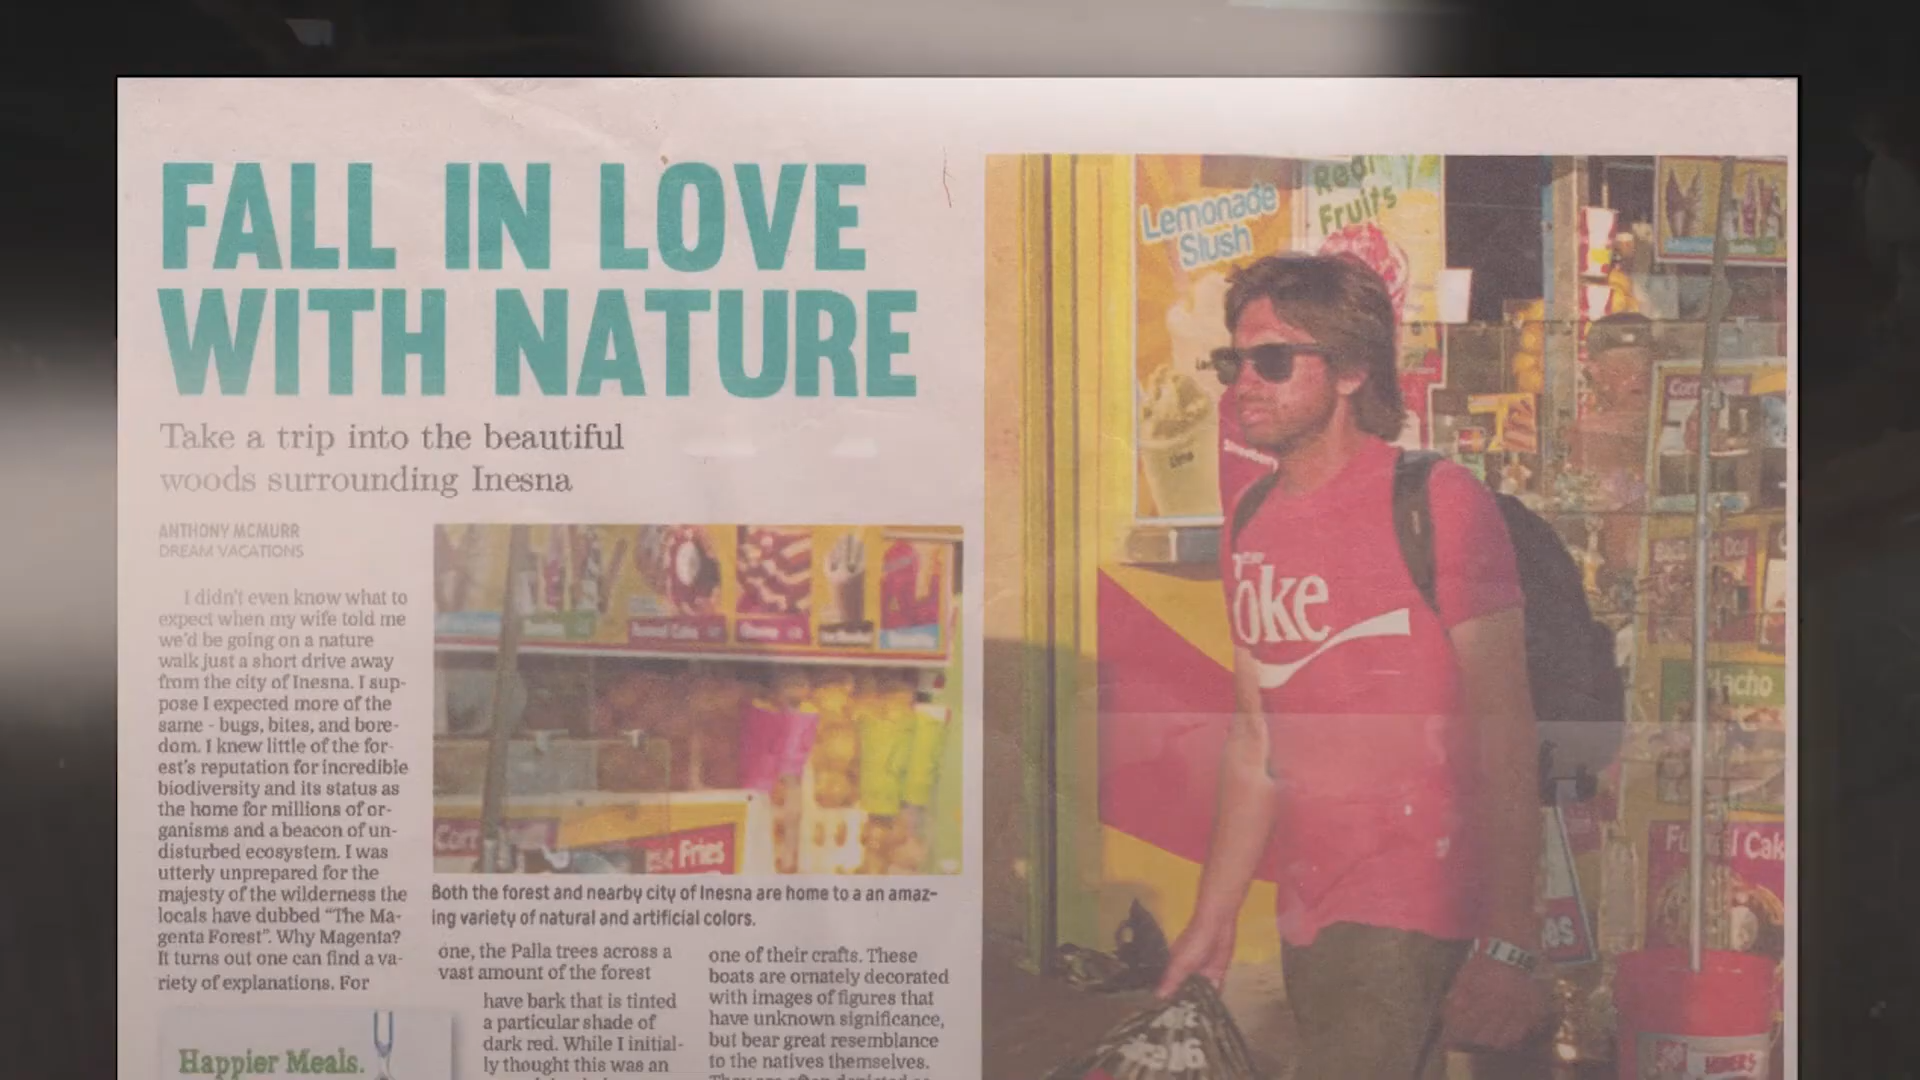 FALL IN LOVE
WITH NATURE
Take a trip into the beautiful
woods surrounding Inesna
ANTHONY MCMURR
DREAM VACATIONS
I didn't even know what to
expect when my wife told me
we'd be going on a nature
walk just a short drive away
from the city of Inesna. I sup-
pose I expected more of the
same - bugs, bites, and bore-
dom. I knew little of the for-
est's reputation for incredible
biodiversity and its status as
the home for millions of or-
ganisms and a beacon of un-
disturbed ecosystem. I was
utterly unprepared for the
majesty of the wilderness the
locals have dubbed “The Ma-
genta Forest”. Why Magenta?
It turns out one can find a va-
riety of explanations. For
Happier Meals.
Fries
Both the forest and nearby city of Inesna are home to a an amaz-
ing variety of natural and artificial colors.
one, the Palla trees across a
vast amount of the forest
have bark that is tinted
a particular shade of
dark red. While I initial-
ly thought this was an
one of their crafts. These
boats are ornately decorated
with images of figures that
have unknown significance,
but bear great resemblance
to the natives themselves.
Lemonade
Slush
Real
Fruits
Lime
oke
Nacho